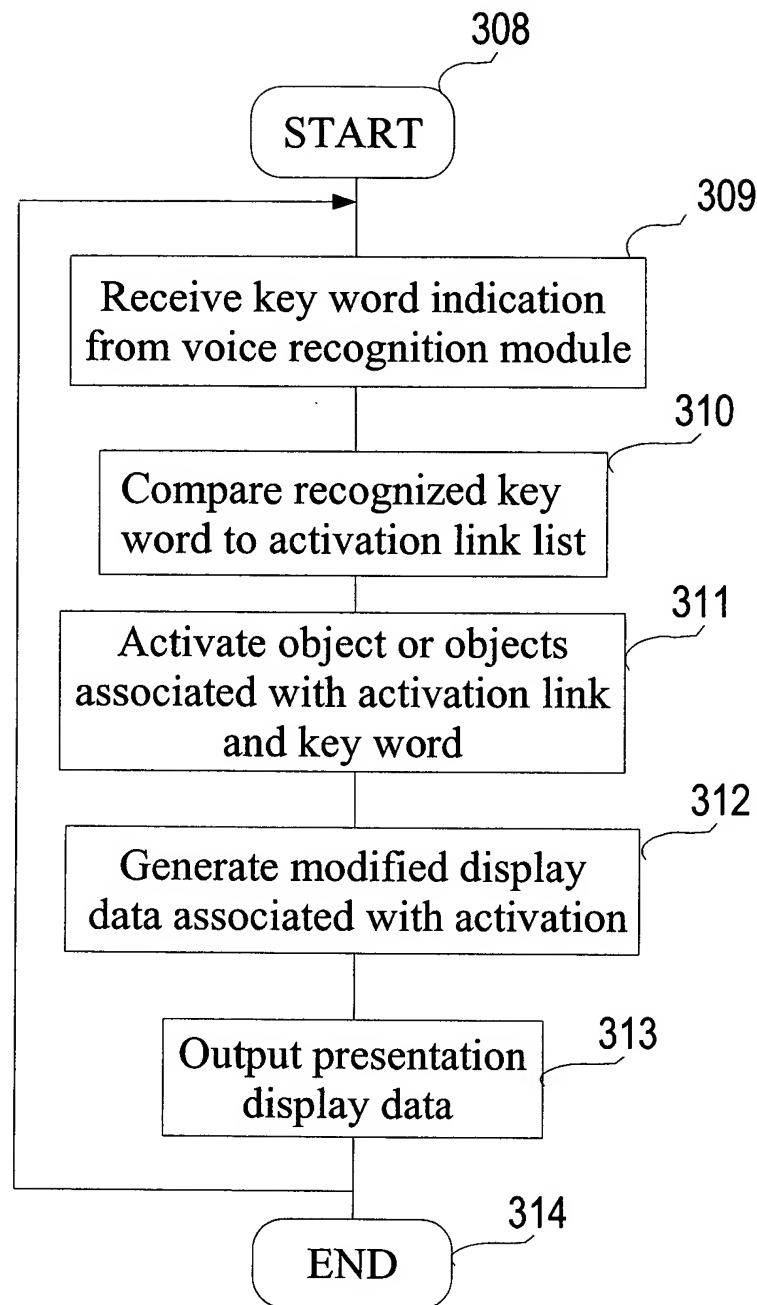 308
START
309
Receive key word indication
from voice recognition module
310
Compare recognized key
word to activation link list
311
Activate object or objects
associated with activation link
and key word
312
Generate modified display
data associated with activation
313
Output presentation
display data
314
END